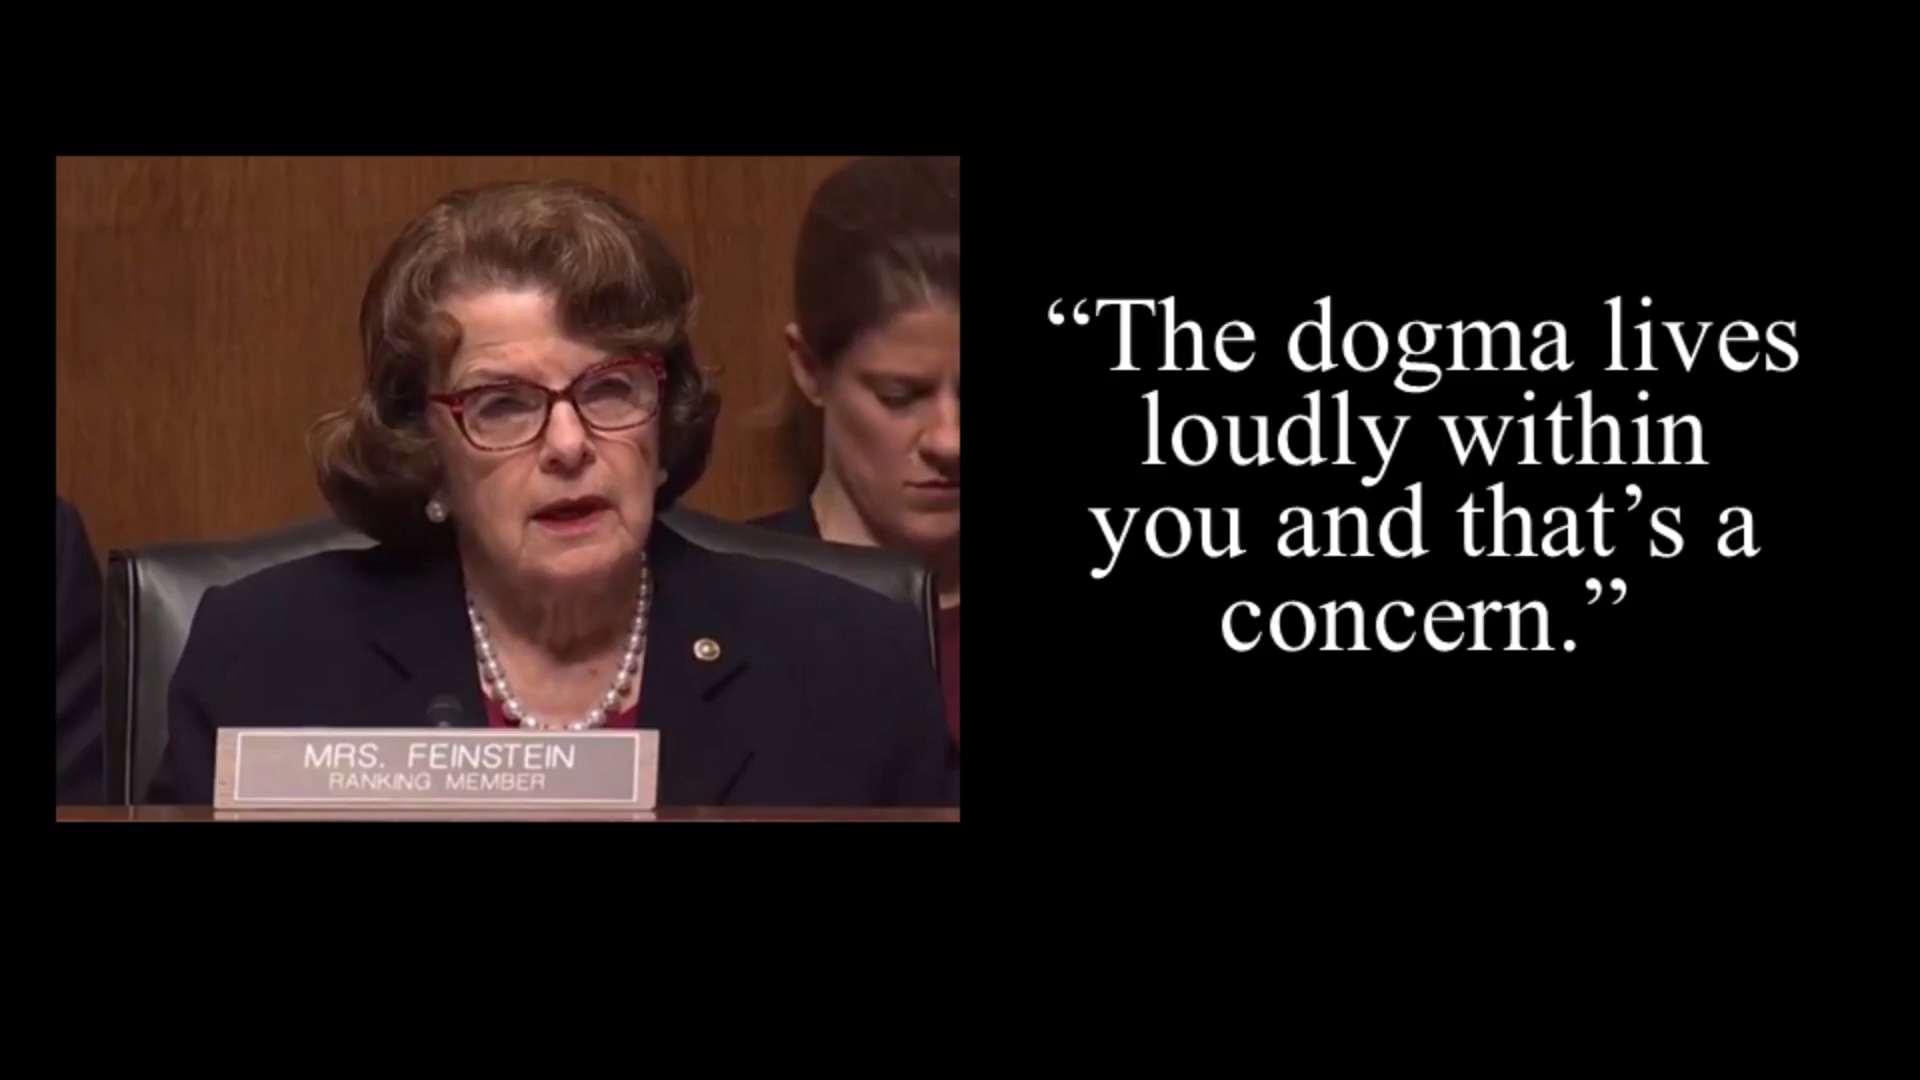 “The dogma lives
loudly within
you and that’s a
concern.”
MRS. FEINSTEIN
RANKING MEMBER